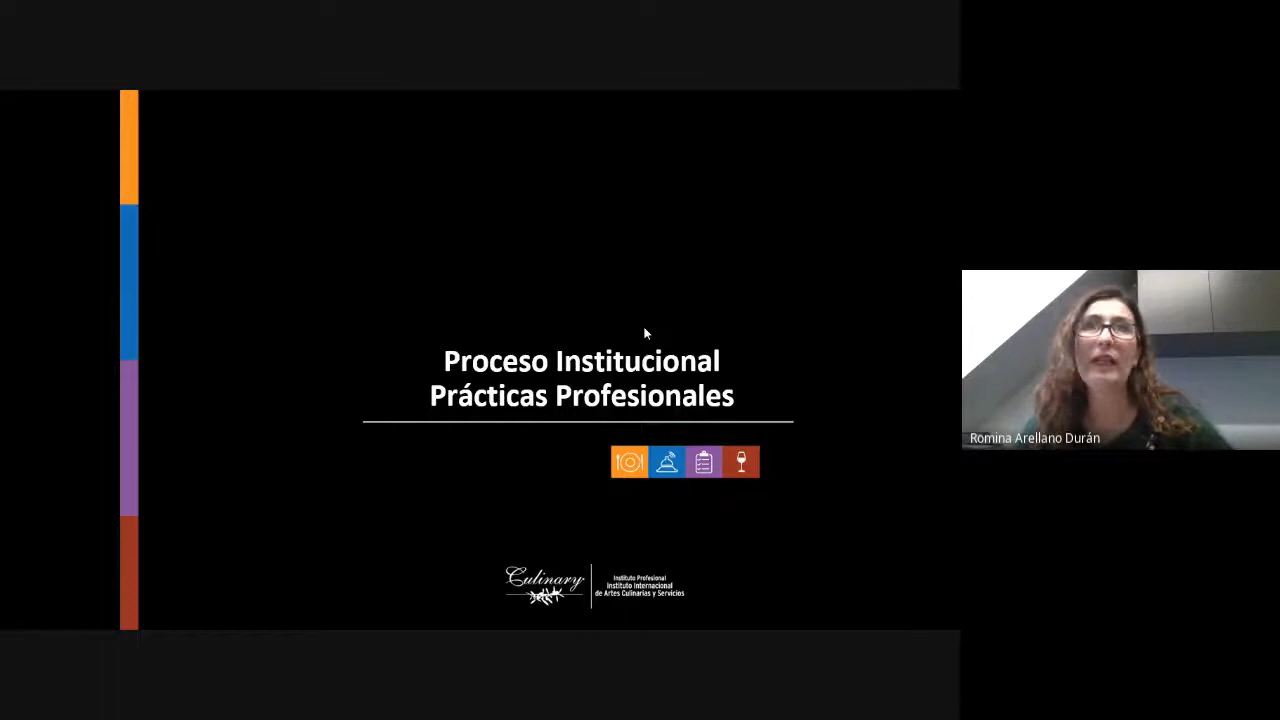 Proceso Institucional
Prácticas Profesionales
Culinary
Instituto Profesional
Instituto Internacional
de Artes Culinarias y Servicios
Romina Arellano Durán